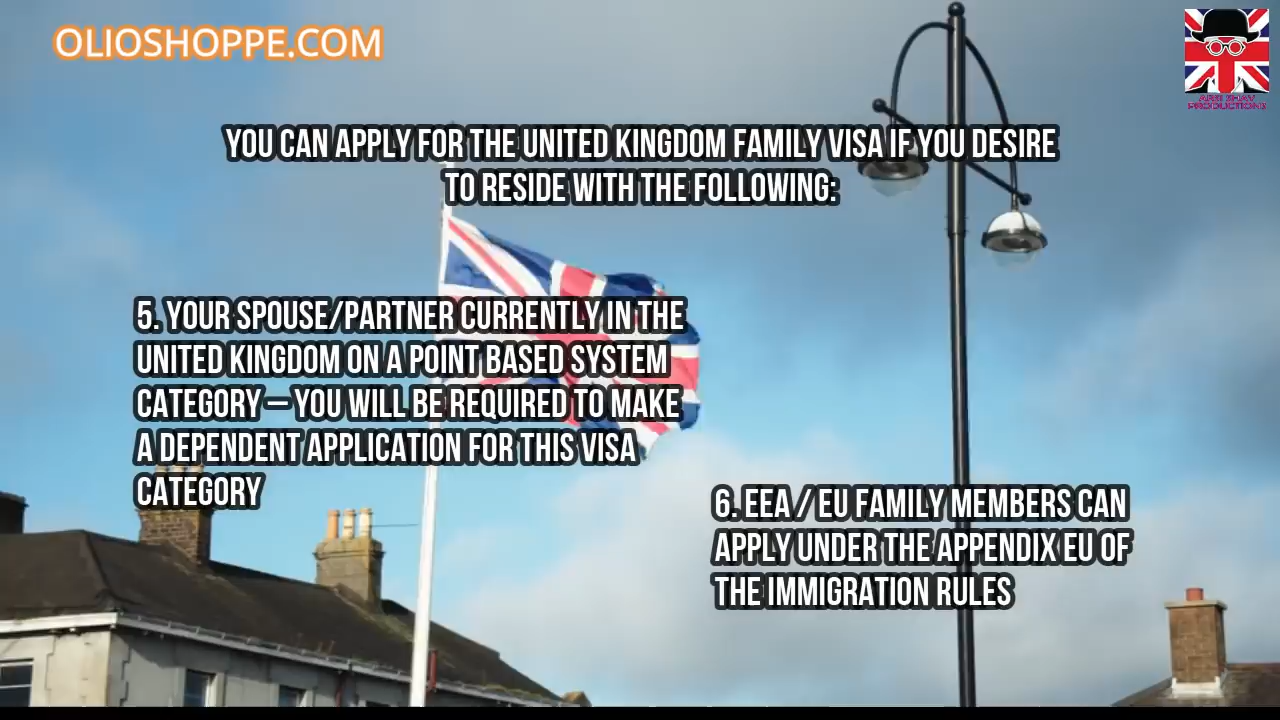 OLIOSHOPPE.COM
YOU CAN APPLY FOR THE UNITED KINGDOM FAMILY VISA IF YOU DESIRE
TO RESIDE WITH THE FOLLOWING:
5. YOUR SPOUSE/PARTNER CURRENTLY IN THE
UNITED KINGDOM ON A POINT BASED SYSTEM
CATEGORY – YOU WILL BE REQUIRED TO MAKE
A DEPENDENT APPLICATION FOR THIS VISA
CATEGORY
6. EEA / EU FAMILY MEMBERS CAN
APPLY UNDER THE APPENDIX EU OF
THE IMMIGRATION RULES
PRODUCTIONS